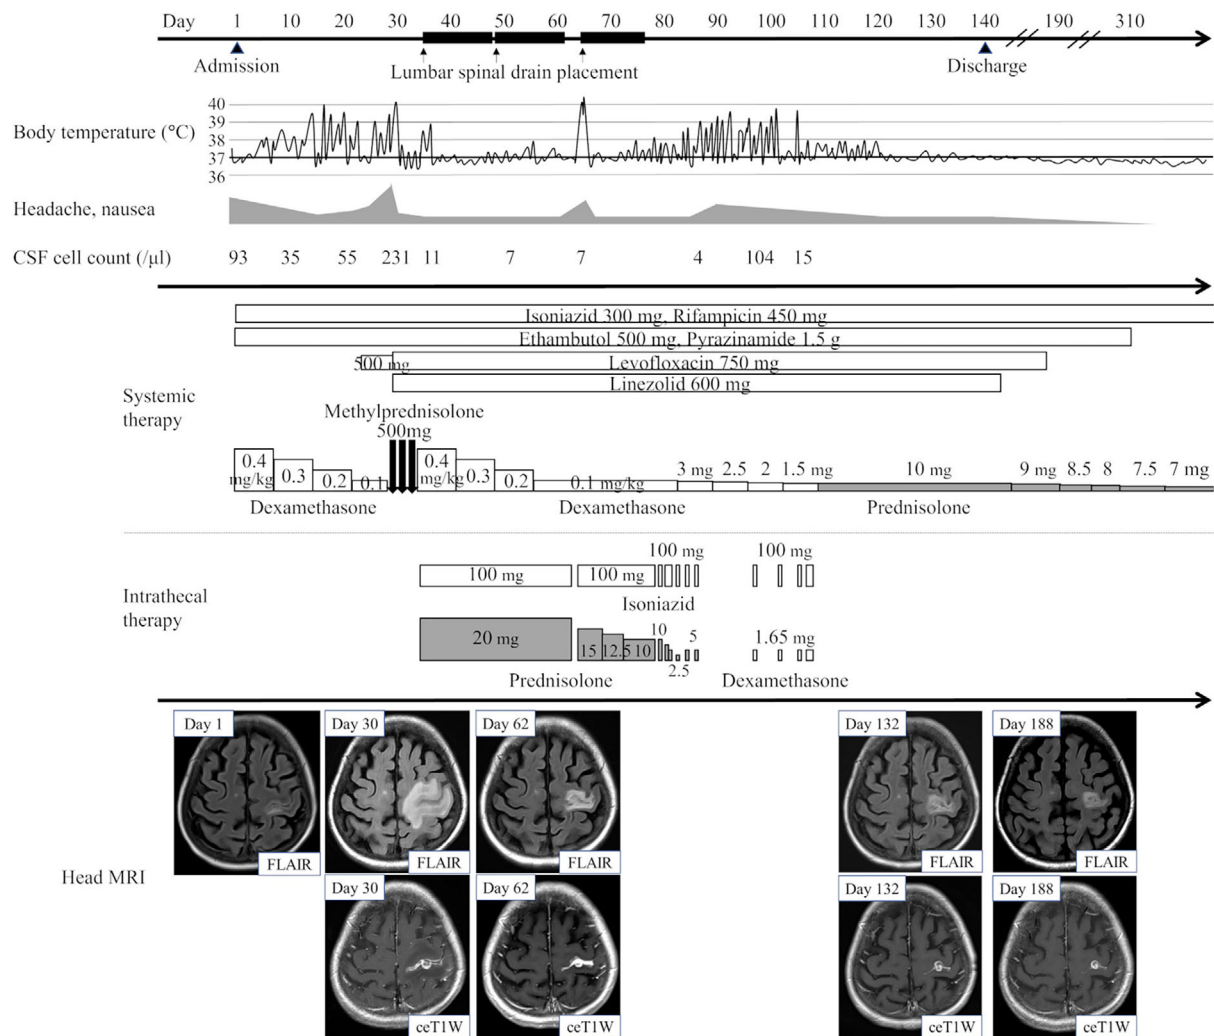 Day 1 10 20 30 40 50 60 70 80 90 100 110 120 130 140 190 310
Admission
Lumbar spinal drain placement
Discharge
Body temperature (°C)
40
39
38
37
36
Headache, nausea
CSF cell count (/μl) 93 35 55 231 11 7 7 4 104 15
Isoniazid 300 mg, Rifampicin 450 mg
Ethambutol 500 mg, Pyrazinamide 1.5 g
500 mg Levofloxacin 750 mg
Linezolid 600 mg
Systemic
therapy
Methylprednisolone
500mg
0.4
mg/kg
0.3
0.2
0.1
0.4
mg/kg
0.3
0.2
0.1 mg/kg
3 mg 2.5 2 1.5 mg 10 mg 9 mg 8.5 8 7.5 7 mg
Dexamethasone Dexamethasone Prednisolone
Intrathecal
therapy
100 mg 100 mg
100 mg 100 mg
Isoniazid
20 mg
15 12.5 10
10
5
2.5
1.65 mg
Prednisolone Dexamethasone
Head MRI
Day 1
FLAIR
Day 30
FLAIR
Day 62
FLAIR
Day 132
FLAIR
Day 188
FLAIR
Day 30
ceT1W
Day 62
ceT1W
Day 132
ceT1W
Day 188
ceT1W